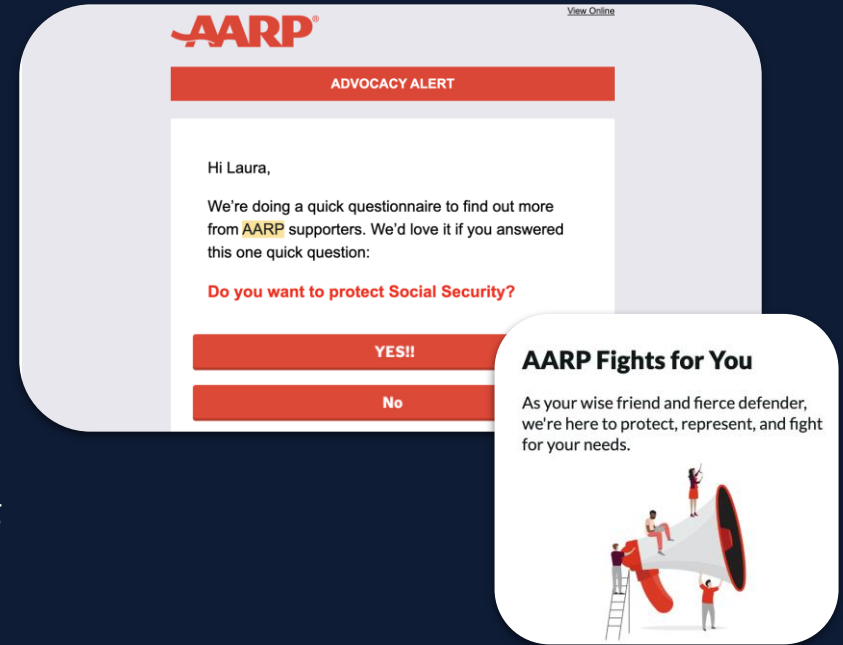 View Online
AARP®
ADVOCACY ALERT
Hi Laura,
We're doing a quick questionnaire to find out more
from AARP supporters. We'd love it if you answered
this one quick question:
Do you want to protect Social Security?
YES!!
No
AARP Fights for You
As your wise friend and fierce defender,
we're here to protect, represent, and fight
for your needs.